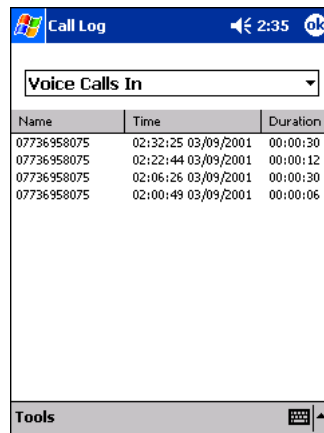 Call Log 2:35 ok
Voice Calls In
Name Time Duration
07736958075 02:32:25 03/09/2001 00:00:30
07736958075 02:22:44 03/09/2001 00:00:12
07736958075 02:06:26 03/09/2001 00:00:30
07736958075 02:00:49 03/09/2001 00:00:06
Tools